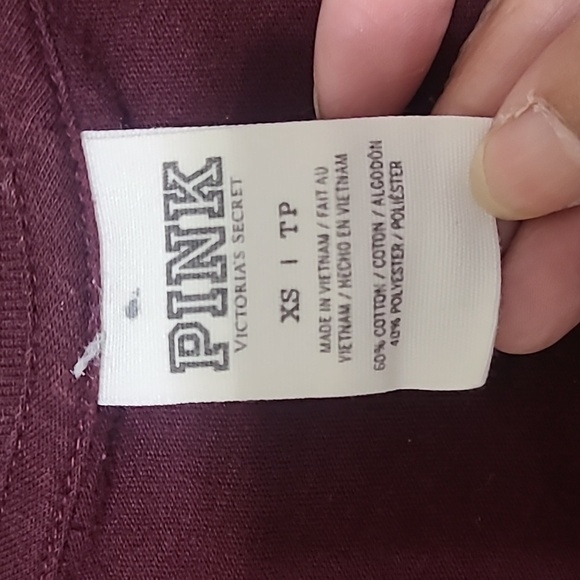 PINK
VICTORIA'S SECRET
XS | TP
MADE IN VIETNAM / FAIT AU
VIETNAM / HECHO EN VIETNAM
60% COTTON / COTON / ALGODÓN
40% POLYESTER / POLIÉSTER